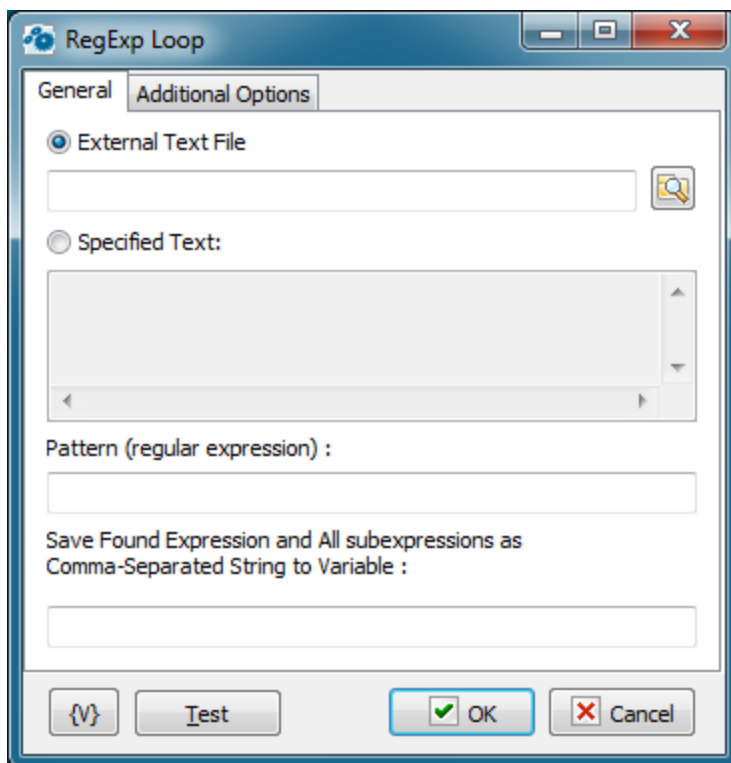 RegExp Loop
General Additional Options
External Text File
Specified Text:
Pattern (regular expression) :
Save Found Expression and All subexpressions as
Comma-Separated String to Variable :
{V} Test OK Cancel